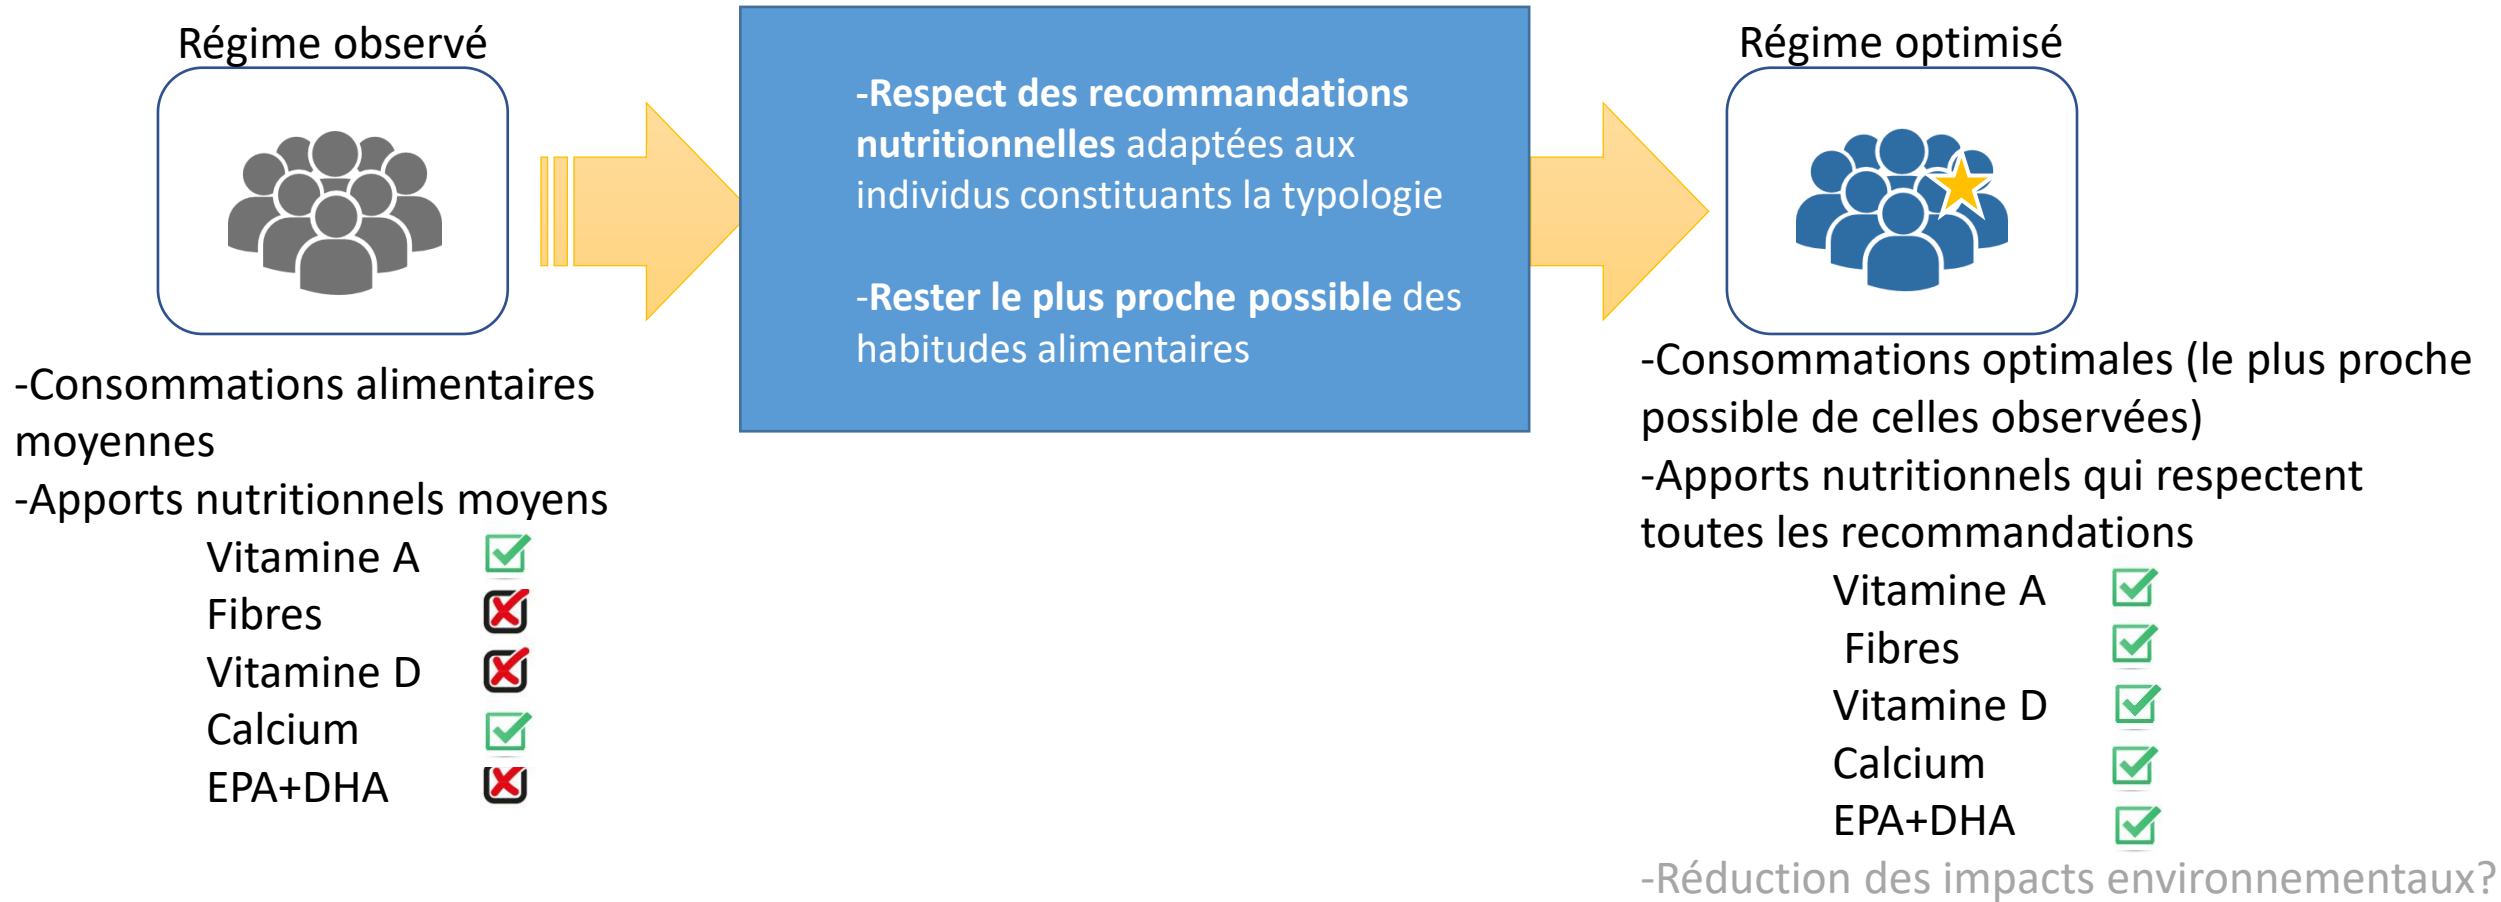 Régime observé
-Consommations alimentaires
moyennes
-Apports nutritionnels moyens
Vitamine A
Fibres
Vitamine D
Calcium
EPA+DHA
-Respect des recommandations
nutritionnelles adaptées aux
individus constituants la typologie
-Rester le plus proche possible des
habitudes alimentaires
Régime optimisé
-Consommations optimales (le plus proche
possible de celles observées)
-Apports nutritionnels qui respectent
toutes les recommandations
Vitamine A
Fibres
Vitamine D
Calcium
EPA+DHA
-Réduction des impacts environnementaux?